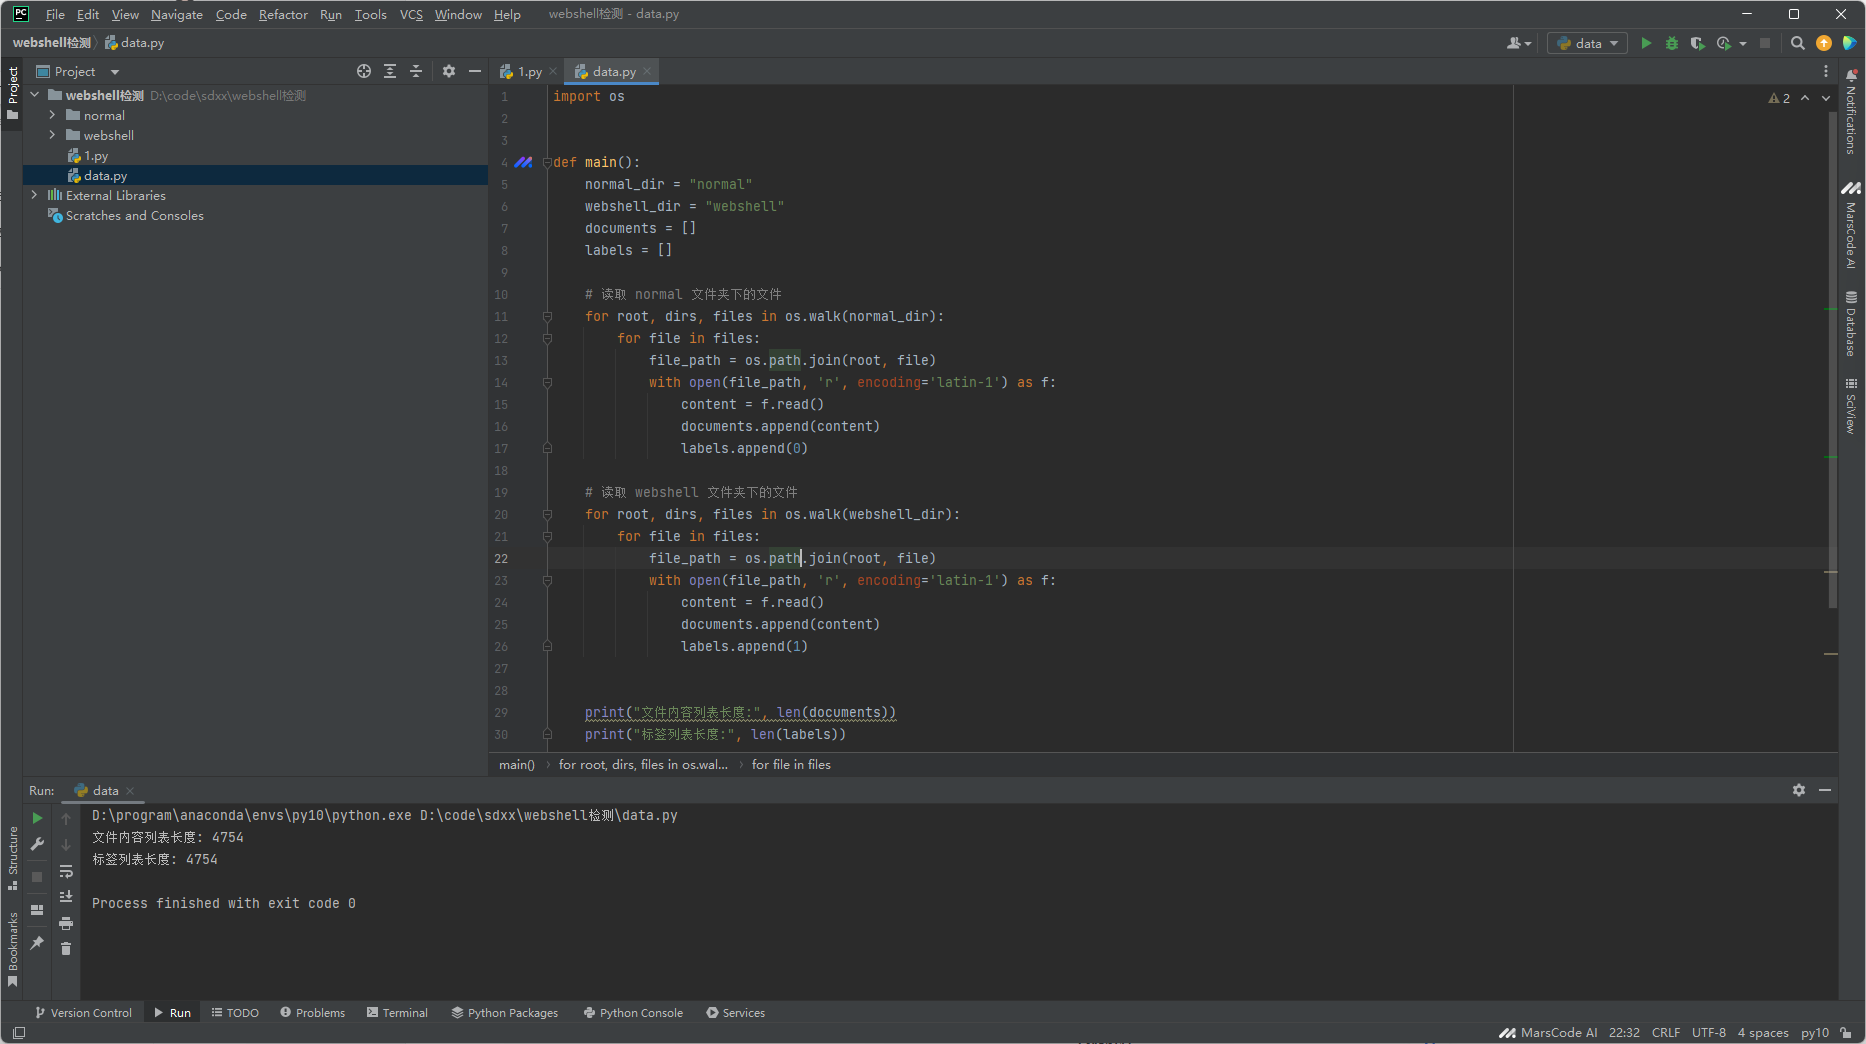 File Edit View Navigate Code Refactor Run Tools VCS Window Help webshell检测 - data.py
webshell检测 data.py
data
Project
1.py
data.py
Project
webshell检测 D:\code\sdxx\webshell检测
normal
webshell
1.py
data.py
External Libraries
Scratches and Consoles
2
1 import os
2
3
4 def main():
5 normal_dir = "normal"
6 webshell_dir = "webshell"
7 documents = []
8 labels = []
9
10 # 读取 normal 文件夹下的文件
11 for root, dirs, files in os.walk(normal_dir):
12 for file in files:
13 file_path = os.path.join(root, file)
14 with open(file_path, 'r', encoding='latin-1') as f:
15 content = f.read()
16 documents.append(content)
17 labels.append(0)
18
19 # 读取 webshell 文件夹下的文件
20 for root, dirs, files in os.walk(webshell_dir):
21 for file in files:
22 file_path = os.path.join(root, file)
23 with open(file_path, 'r', encoding='latin-1') as f:
24 content = f.read()
25 documents.append(content)
26 labels.append(1)
27
28
29 print("文件内容列表长度:", len(documents))
30 print("标签列表长度:", len(labels))
main() › for root, dirs, files in os.wal... › for file in files
Notifications
MarsCode AI
Database
SciView
Run: data
D:\program\anaconda\envs\py10\python.exe D:\code\sdxx\webshell检测\data.py
文件内容列表长度: 4754
标签列表长度: 4754
Process finished with exit code 0
Structure
Bookmarks
Version Control Run TODO Problems Terminal Python Packages Python Console Services
MarsCode AI 22:32 CRLF UTF-8 4 spaces py10